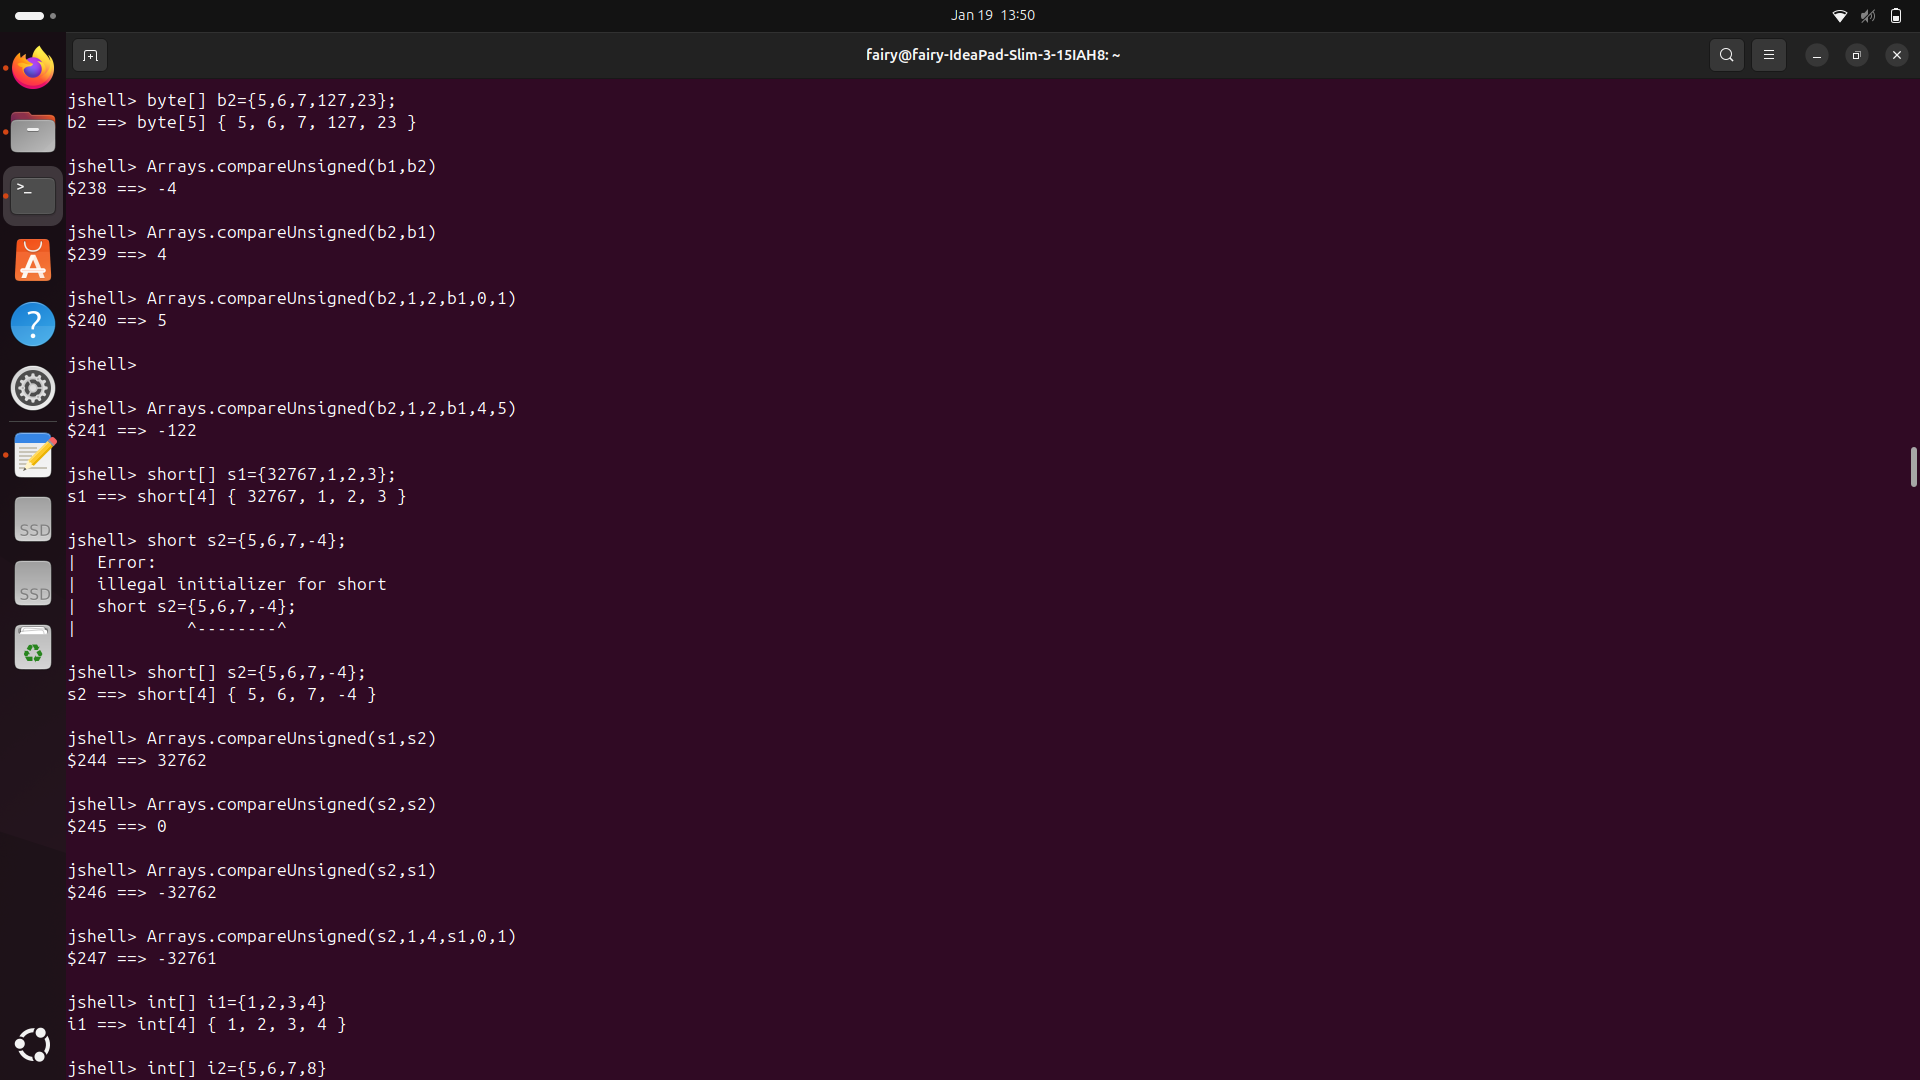 Jan 19 13:50
fairy@fairy-IdeaPad-Slim-3-15IAH8: ~
jshell> byte[] b2={5,6,7,127,23};
b2 ==> byte[5] { 5, 6, 7, 127, 23 }
jshell> Arrays.compareUnsigned(b1,b2)
$238 ==> -4
jshell> Arrays.compareUnsigned(b2,b1)
$239 ==> 4
jshell> Arrays.compareUnsigned(b2,1,2,b1,0,1)
$240 ==> 5
jshell>
jshell> Arrays.compareUnsigned(b2,1,2,b1,4,5)
$241 ==> -122
jshell> short[] s1={32767,1,2,3};
s1 ==> short[4] { 32767, 1, 2, 3 }
jshell> short s2={5,6,7,-4};
|  Error:
|  illegal initializer for short
|  short s2={5,6,7,-4};
|           ^--------^
jshell> short[] s2={5,6,7,-4};
s2 ==> short[4] { 5, 6, 7, -4 }
jshell> Arrays.compareUnsigned(s1,s2)
$244 ==> 32762
jshell> Arrays.compareUnsigned(s2,s2)
$245 ==> 0
jshell> Arrays.compareUnsigned(s2,s1)
$246 ==> -32762
jshell> Arrays.compareUnsigned(s2,1,4,s1,0,1)
$247 ==> -32761
jshell> int[] i1={1,2,3,4}
i1 ==> int[4] { 1, 2, 3, 4 }
jshell> int[] i2={5,6,7,8}
>_
A
?
SSD
SSD